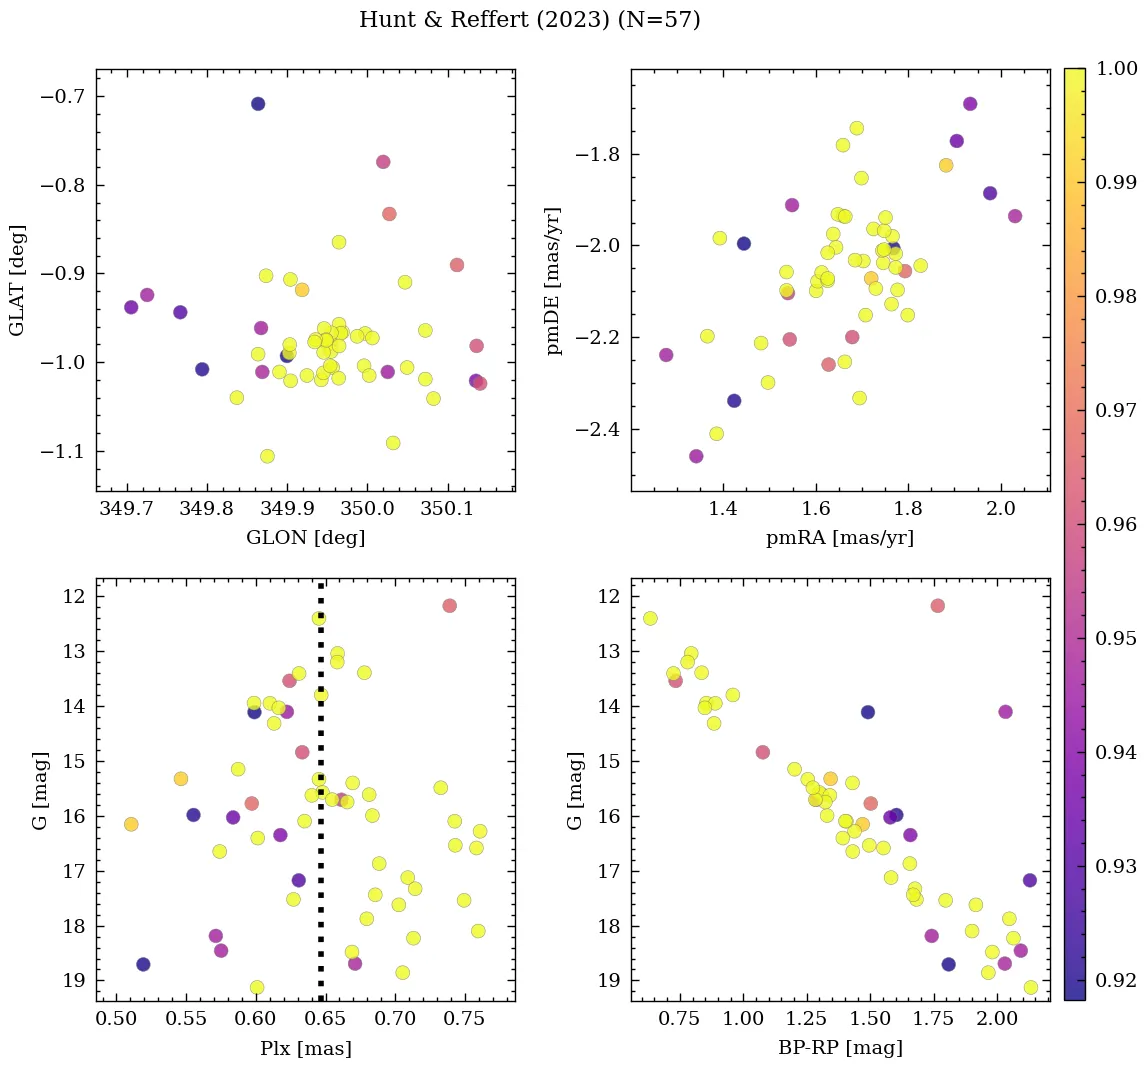 Hunt & Reffert (2023) (N=57)
−0.7
−0.8
−0.9
−1.0
−1.1
GLAT [deg]
349.7 349.8 349.9 350.0 350.1
GLON [deg]
−1.8
−2.0
−2.2
−2.4
pmDE [mas/yr]
1.4 1.6 1.8 2.0
pmRA [mas/yr]
12
13
14
15
16
17
18
19
G [mag]
0.50 0.55 0.60 0.65 0.70 0.75
Plx [mas]
12
13
14
15
16
17
18
19
G [mag]
0.75 1.00 1.25 1.50 1.75 2.00
BP-RP [mag]
1.00
0.99
0.98
0.97
0.96
0.95
0.94
0.93
0.92